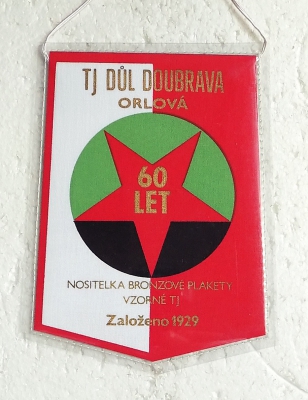 TJ DŮL DOUBRAVA
ORLOVÁ
60
LET
NOSITELKA BRONZOVÉ PLAKETY
VZORNÉ TJ
Založeno 1929